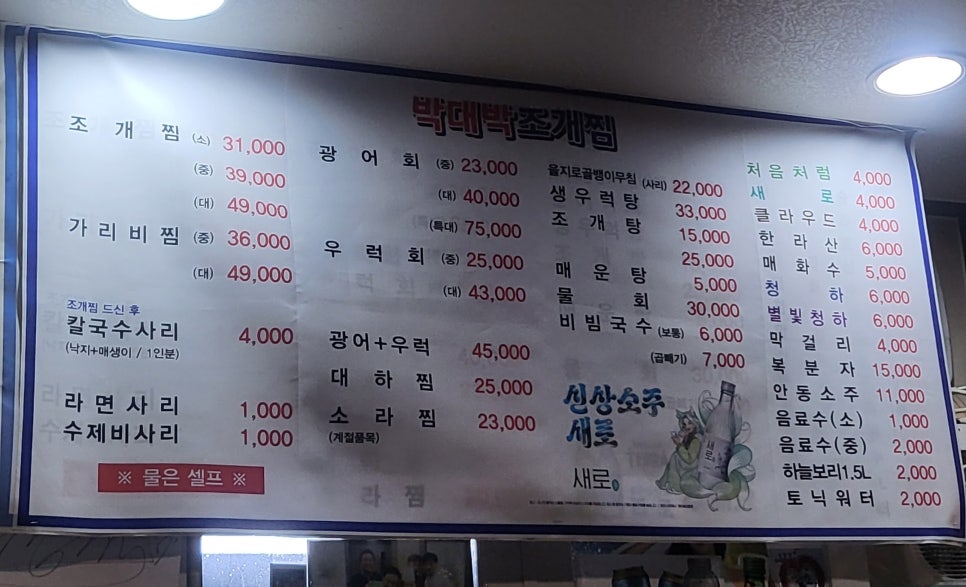 박대박조개찜
조개찜 (소) 31,000
(중) 39,000
(대) 49,000
가리비찜 (중) 36,000
(대) 49,000
조개찜 드신 후
칼국수사리 4,000
(낙지+매생이 / 1인분)
라면사리 1,000
수제비사리 1,000
※ 물은 셀프 ※
광어회 (중) 23,000
(대) 40,000
(특대) 75,000
우럭회 (중) 25,000
(대) 43,000
광어+우럭 45,000
대하찜 25,000
소라찜 23,000
(계절품목)
을지로골뱅이무침 (사리) 22,000
생우럭탕 33,000
조개탕 15,000
25,000
매운탕 5,000
물회 30,000
비빔국수 (보통) 6,000
(곱빼기) 7,000
신상소주
새로
새로
처음처럼 4,000
새로 4,000
클라우드 4,000
한라산 6,000
매화수 5,000
청하 6,000
별빛청하 6,000
막걸리 4,000
복분자 15,000
안동소주 11,000
음료수(소) 1,000
음료수(중) 2,000
하늘보리1.5L 2,000
토닉워터 2,000